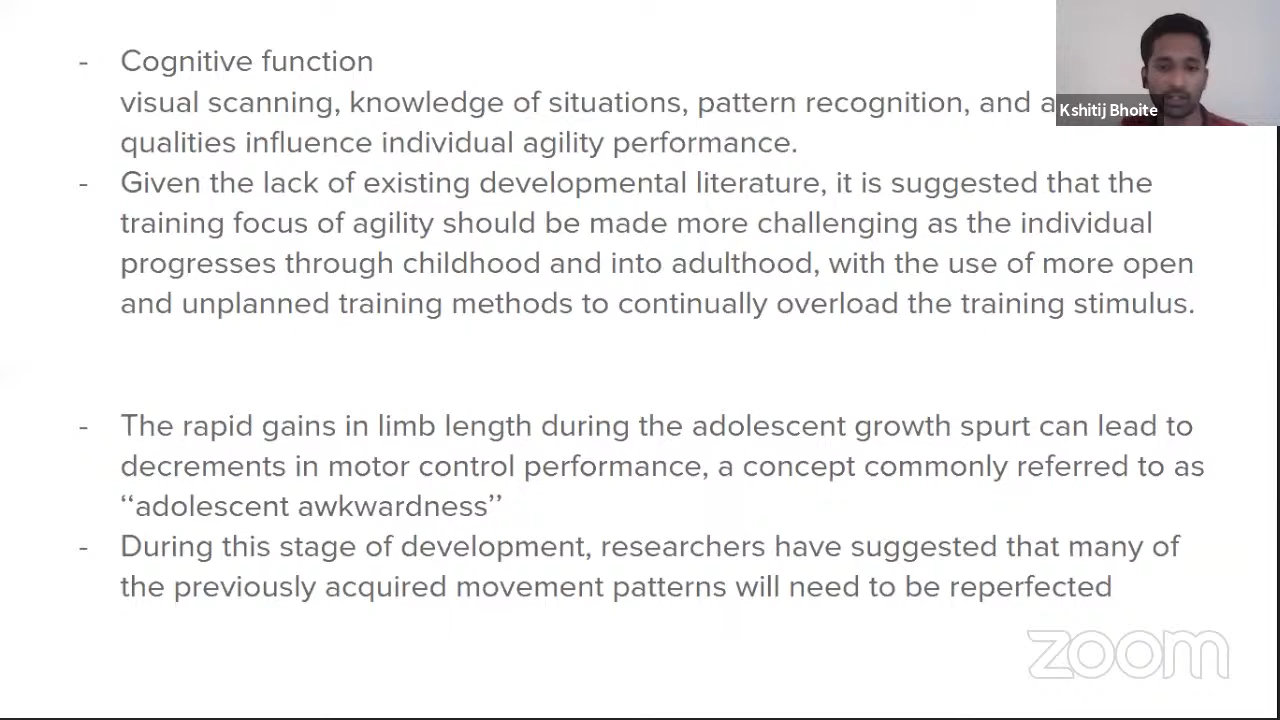 - Cognitive function
visual scanning, knowledge of situations, pattern recognition, and
qualities influence individual agility performance.
- Given the lack of existing developmental literature, it is suggested that the
training focus of agility should be made more challenging as the individual
progresses through childhood and into adulthood, with the use of more open
and unplanned training methods to continually overload the training stimulus.
- The rapid gains in limb length during the adolescent growth spurt can lead to
decrements in motor control performance, a concept commonly referred to as
‘‘adolescent awkwardness’’
- During this stage of development, researchers have suggested that many of
the previously acquired movement patterns will need to be reperfected
Kshitij Bhoite
zoom